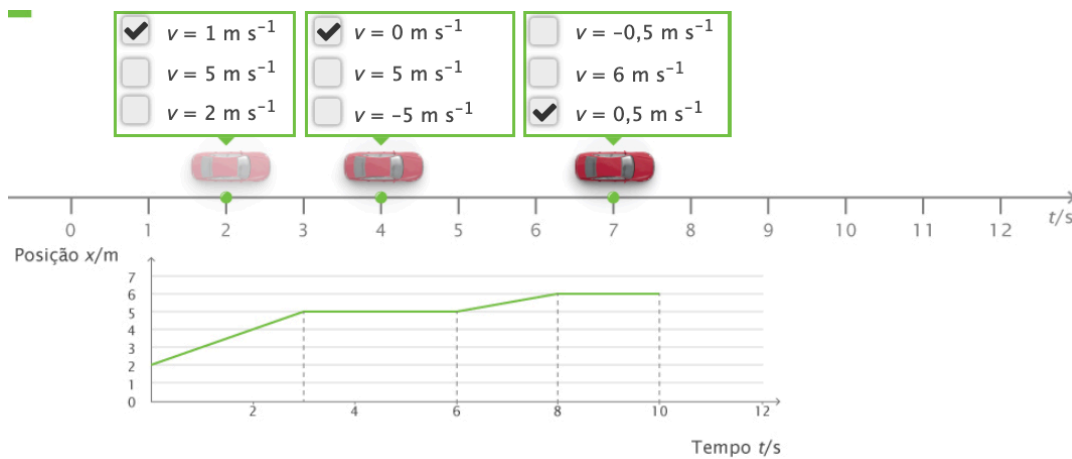 v = 1 m s⁻¹
v = 5 m s⁻¹
v = 2 m s⁻¹
v = 0 m s⁻¹
v = 5 m s⁻¹
v = –5 m s⁻¹
v = –0,5 m s⁻¹
v = 6 m s⁻¹
v = 0,5 m s⁻¹
0 1 2 3 4 5 6 7 8 9 10 11 12
t/s
Posição x/m
7
6
5
4
3
2
1
0
2 4 6 8 10 12
Tempo t/s